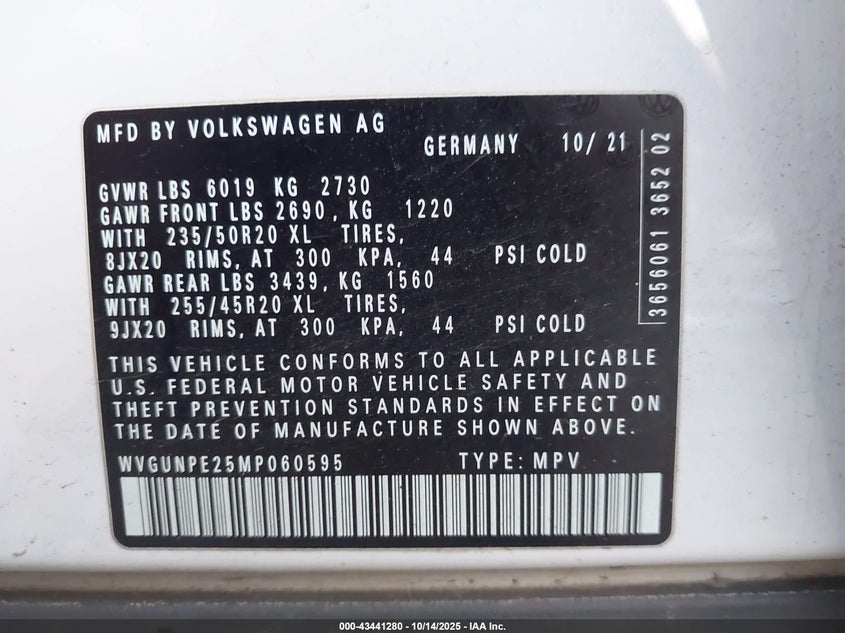 MFD BY VOLKSWAGEN AG
GERMANY 10/ 21
GVWR LBS 6019 KG 2730
GAWR FRONT LBS 2690, KG 1220
WITH 235/50R20 XL TIRES,
8JX20 RIMS, AT 300 KPA, 44 PSI COLD
GAWR REAR LBS 3439, KG 1560
WITH 255/45R20 XL TIRES,
9JX20 RIMS, AT 300 KPA, 44 PSI COLD
THIS VEHICLE CONFORMS TO ALL APPLICABLE
U.S. FEDERAL MOTOR VEHICLE SAFETY AND
THEFT PREVENTION STANDARDS IN EFFECT ON
THE DATE OF MANUFACTURE SHOWN ABOVE.
WVGUNPE25MP060595 TYPE: MPV
3656061 3652 02
000-43441280 - 10/14/2025 - IAA Inc.